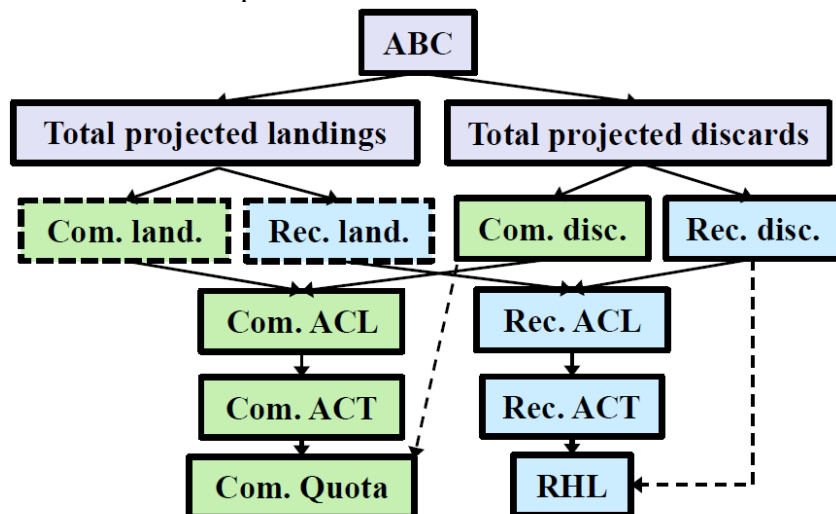 ABC
Total projected landings
Total projected discards
Com. land.
Rec. land.
Com. disc.
Rec. disc.
Com. ACL
Rec. ACL
Com. ACT
Rec. ACT
Com. Quota
RHL